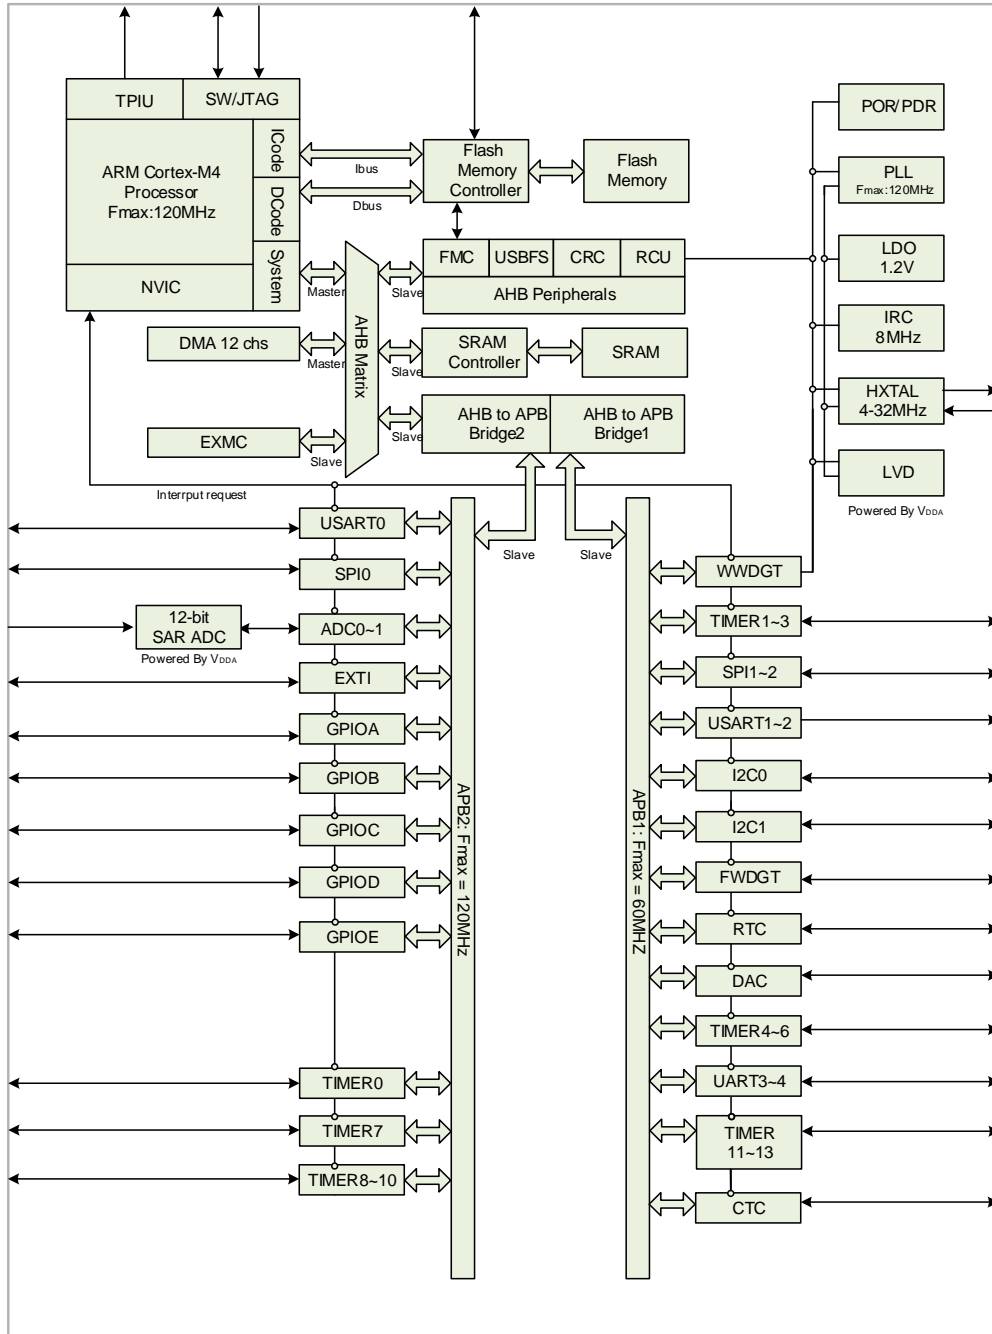 TPIU
SW/JTAG
POR/PDR
ICode
ARM Cortex-M4
Processor
Fmax:120MHz
Ibus
Flash
Memory
Controller
Flash
Memory
PLL
Fmax:120MHz
DCode
Dbus
System
FMC
USBFS
CRC
RCU
AHB Peripherals
LDO
1.2V
NVIC
Master
Slave
IRC
8MHz
DMA 12 chs
Master
AHB Matrix
Slave
SRAM
Controller
SRAM
HXTAL
4-32MHz
EXMC
Slave
Slave
AHB to APB
Bridge2
AHB to APB
Bridge1
LVD
Powered By VDDA
Interrput request
USART0
Slave
Slave
SPI0
WWDGT
12-bit
SAR ADC
Powered By VDDA
ADC0~1
TIMER1~3
EXTI
SPI1~2
GPIOA
USART1~2
GPIOB
I2C0
APB2: Fmax = 120MHz
APB1: Fmax = 60MHZ
GPIOC
I2C1
GPIOD
FWDGT
GPIOE
RTC
DAC
TIMER4~6
TIMER0
UART3~4
TIMER7
TIMER
11~13
TIMER8~10
CTC